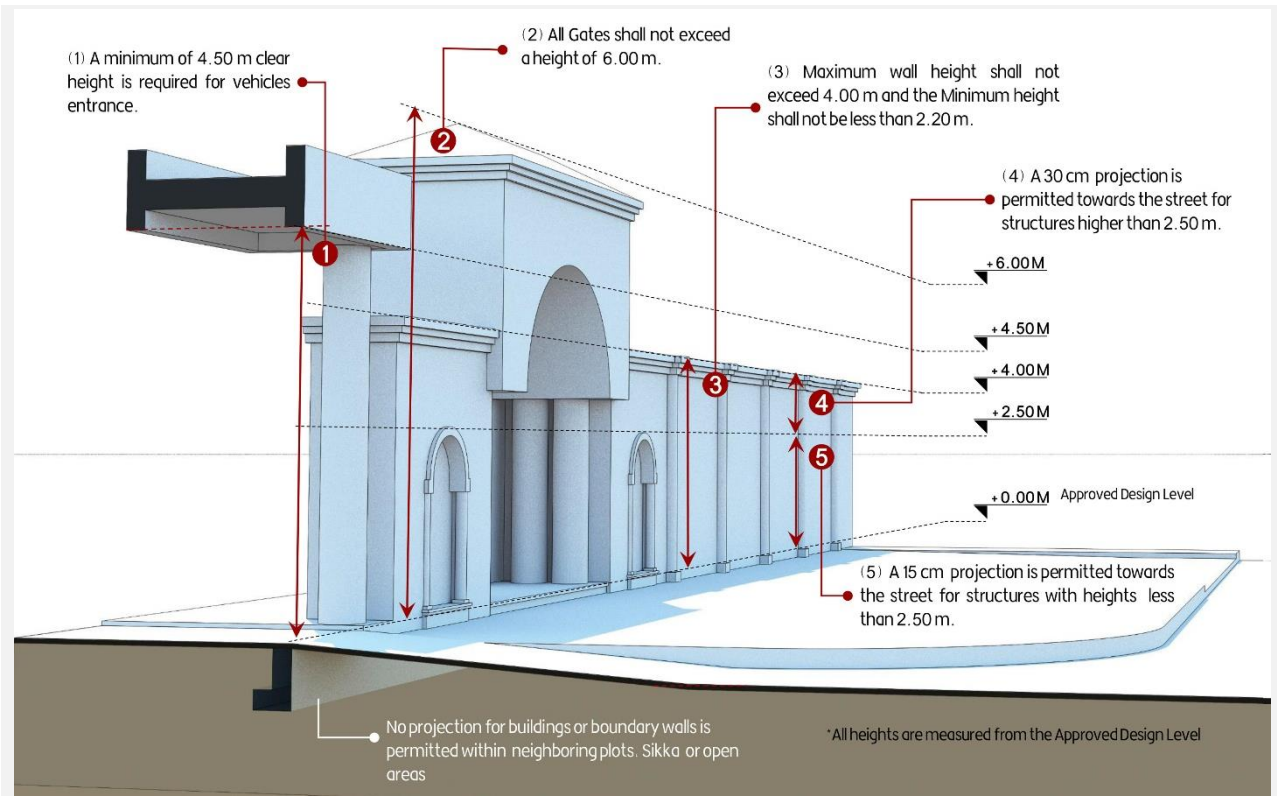 (1) A minimum of 4.50 m clear
height is required for vehicles
entrance.
(2) All Gates shall not exceed
a height of 6.00 m.
(3) Maximum wall height shall not
exceed 4.00 m and the Minimum height
shall not be less than 2.20 m.
(4) A 30 cm projection is
permitted towards the street for
structures higher than 2.50 m.
2
1
+6.00 M
+4.50 M
3
+4.00 M
4
+2.50 M
5
+0.00 M Approved Design Level
(5) A 15 cm projection is permitted towards
the street for structures with heights less
than 2.50 m.
No projection for buildings or boundary walls is
permitted within neighboring plots. Sikka or open
areas
*All heights are measured from the Approved Design Level